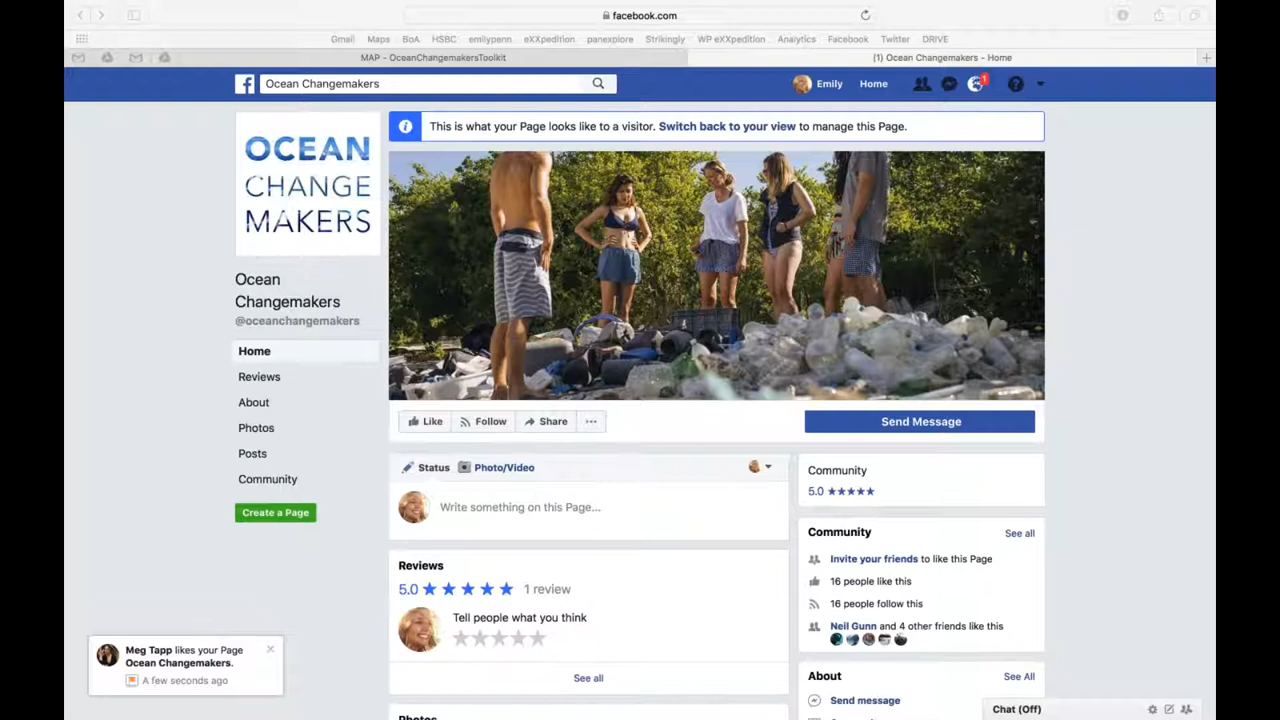 facebook.com
Gmail Maps BoA HSBC emilypenn eXXpedition panexplore Strikingly WP eXXpedition Analytics Facebook Twitter DRIVE
MAP - OceanChangemakersToolkit
(1) Ocean Changemakers - Home
Ocean Changemakers
Emily Home 1
This is what your Page looks like to a visitor. Switch back to your view to manage this Page.
OCEAN
CHANGE
MAKERS
Ocean
Changemakers
@oceanchangemakers
Home
Reviews
About
Photos
Posts
Community
Create a Page
Like Follow Share
Send Message
Status Photo/Video
Write something on this Page...
Reviews
5.0 1 review
Tell people what you think
See all
Photos
Community
5.0
Community See all
Invite your friends to like this Page
16 people like this
16 people follow this
Neil Gunn and 4 other friends like this
About See All
Send message
Meg Tapp likes your Page
Ocean Changemakers.
A few seconds ago
Chat (Off)